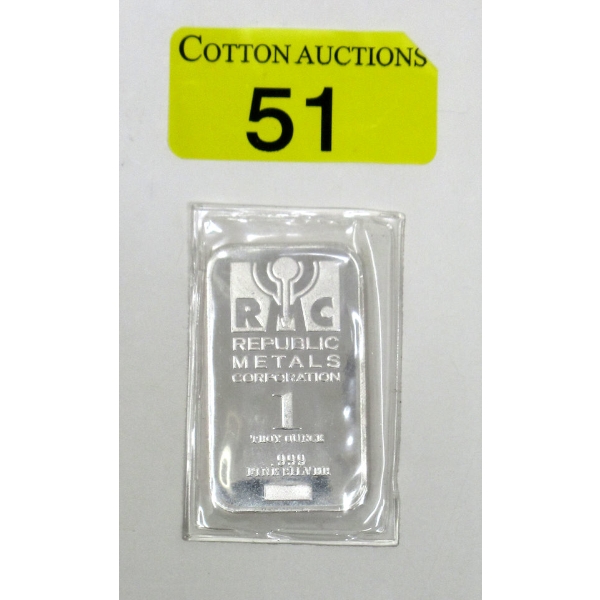 COTTON AUCTIONS
51
RMC
REPUBLIC
METALS
CORPORATION
1
TROY OUNCE
.999
FINE SILVER